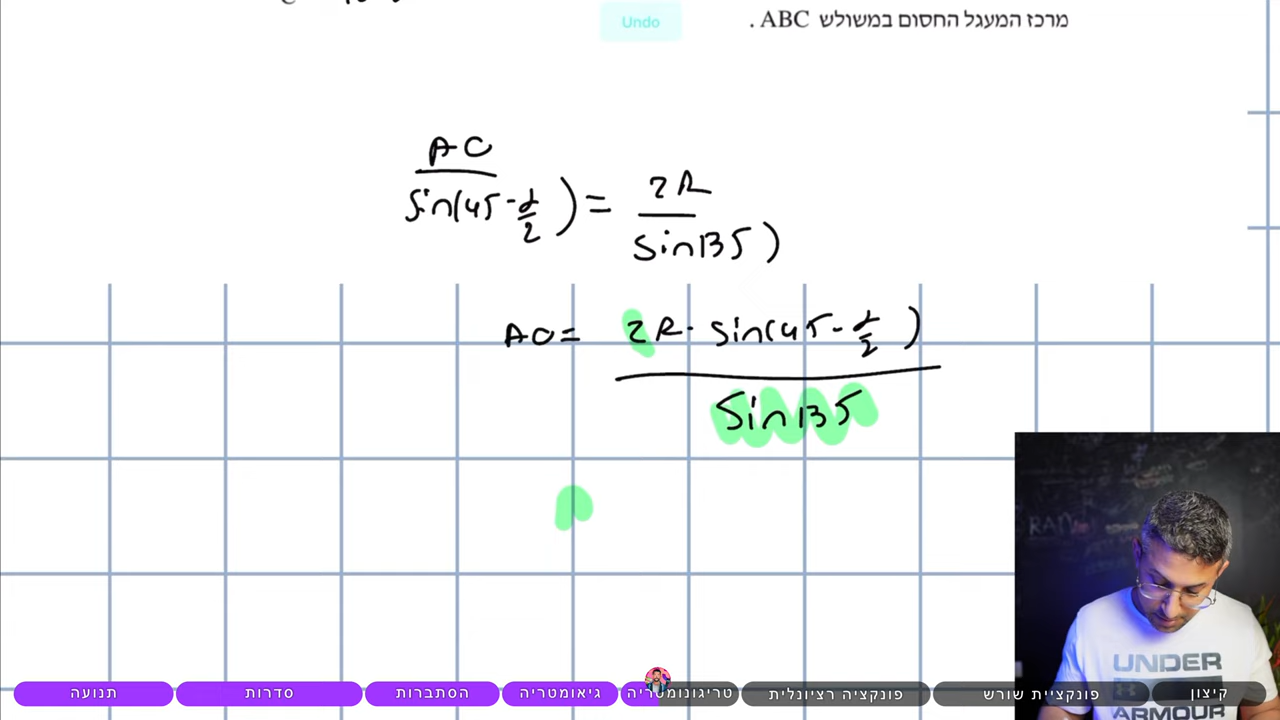 Undo
מרכז המעגל החסום במשולש ABC .
AO / sin(45 - α/2) = 2R / sin135)
AO = 2R · sin(45 - α/2) / sin135
UNDER
ARMOUR
תנועה
סדרות
הסתברות
גיאומטריה
טריגונומטריה
פונקציה רציונלית
פונקציית שורש
קיצון